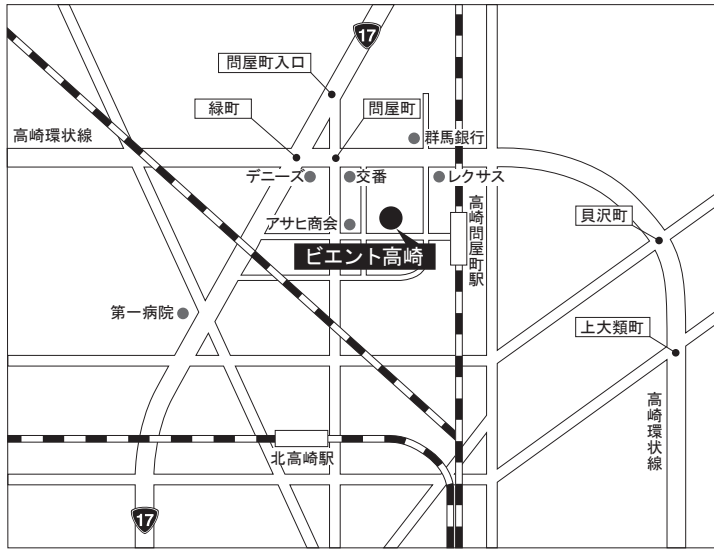 17
問屋町入口
緑町
問屋町
高崎環状線
群馬銀行
デニーズ
交番
レクサス
アサヒ商会
高崎問屋町駅
貝沢町
ビエント高崎
第一病院
上大類町
高崎環状線
北高崎駅
17